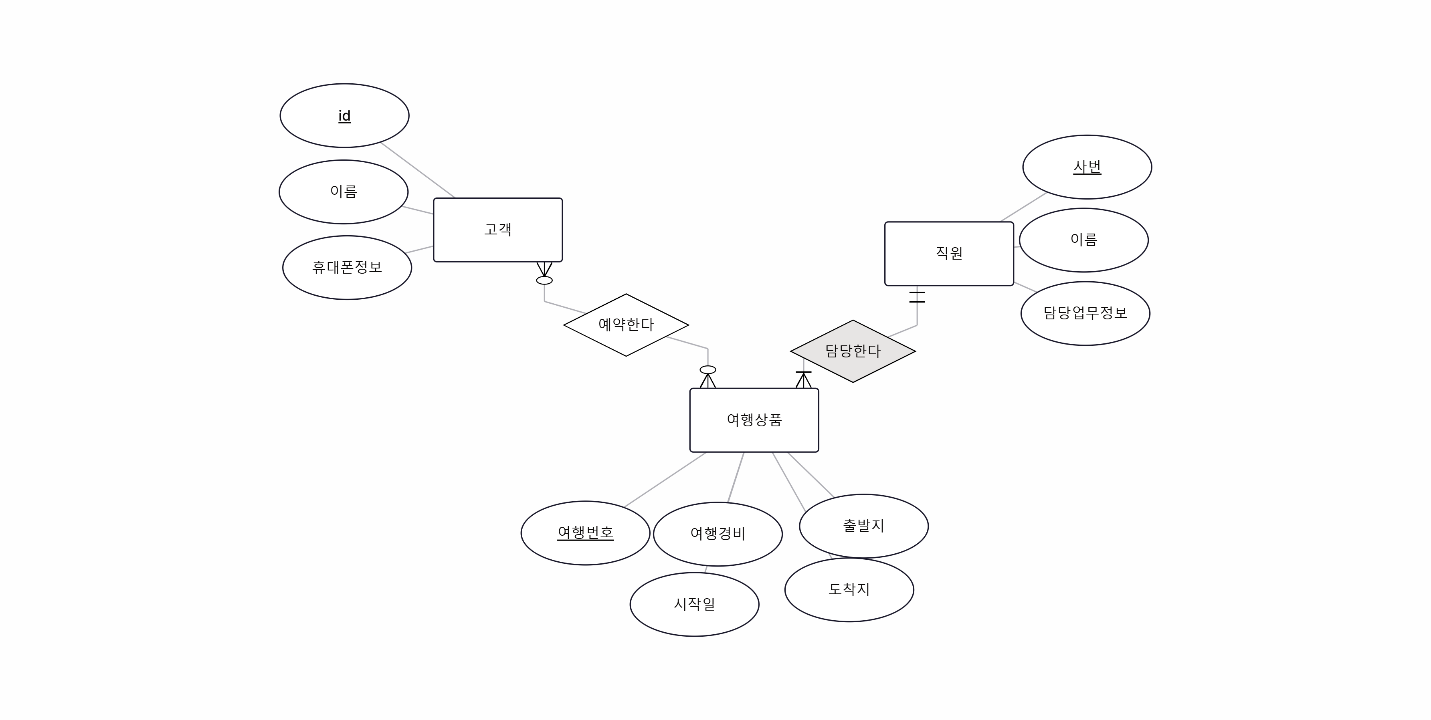 id
이름
휴대폰정보
고객
사번
이름
담당업무정보
직원
예약한다
담당한다
여행상품
여행번호
여행경비
출발지
시작일
도착지